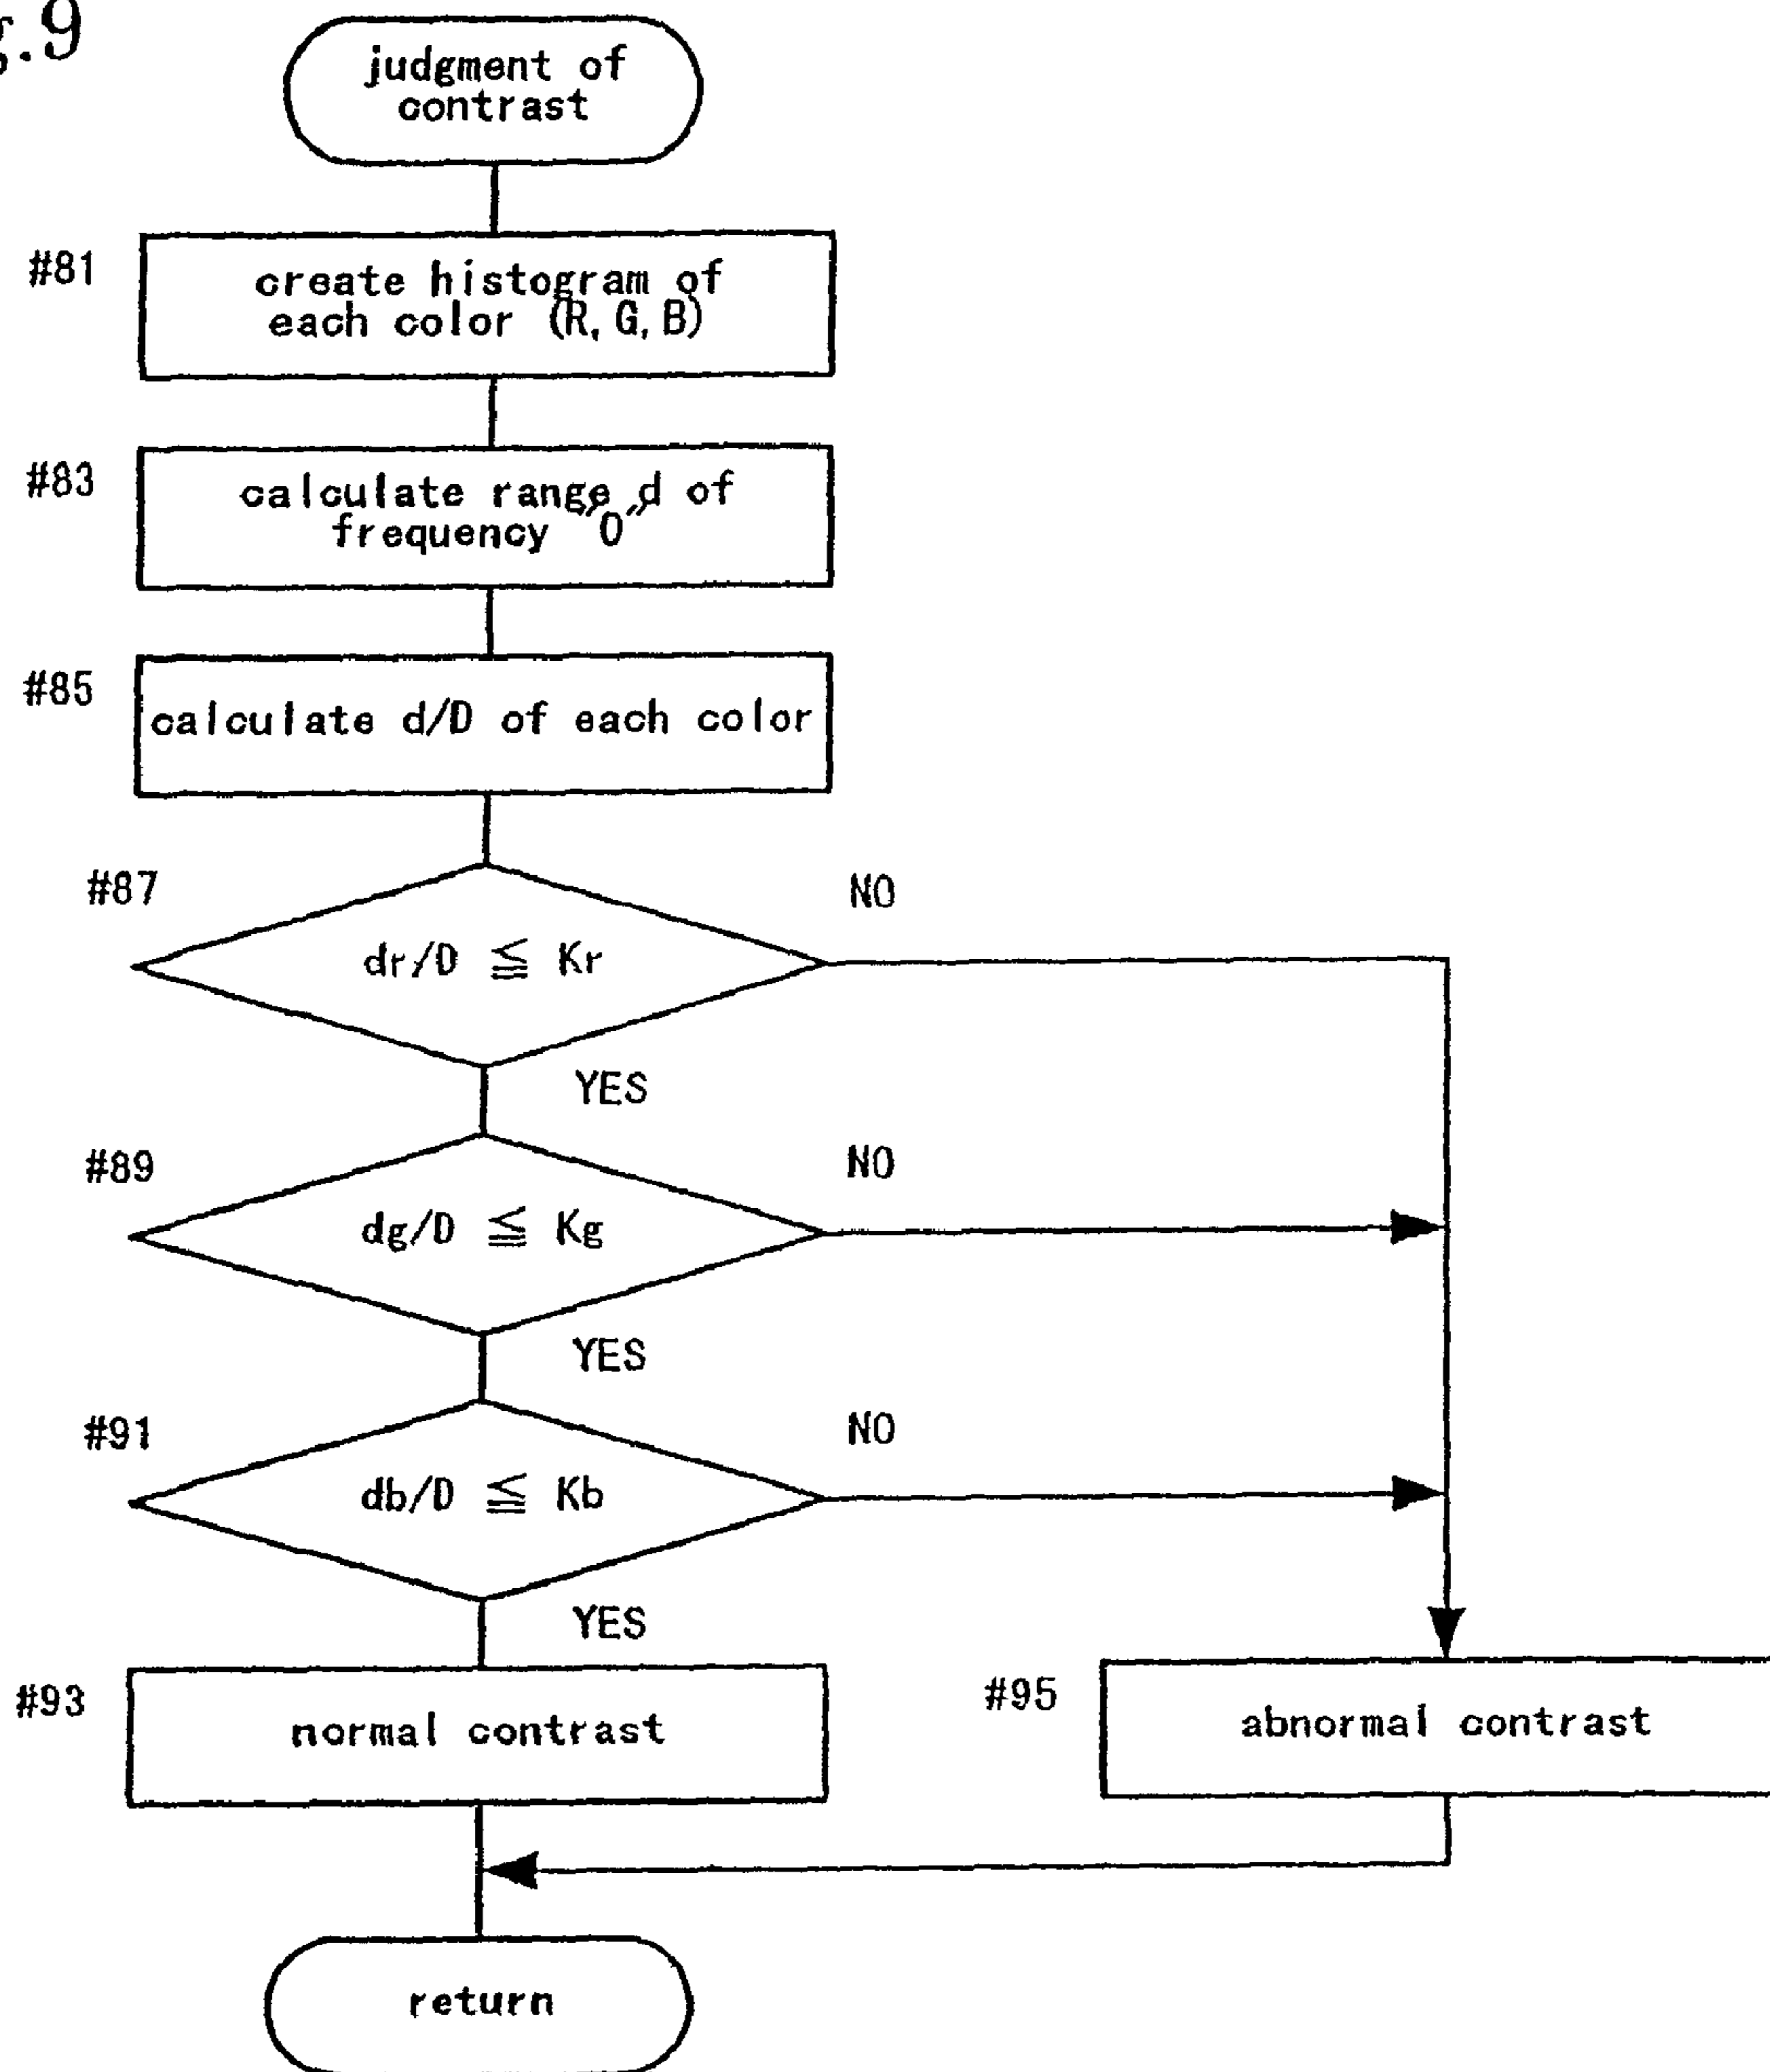 g.9
judgment of
contrast
#81
create histogram of
each color (R, G, B)
#83
calculate range d of
frequency "0"
#85
calculate d/D of each color
#87
dr/D ≦ Kr
NO
YES
#89
dg/D ≦ Kg
NO
YES
#91
db/D ≦ Kb
NO
YES
#93
normal contrast
#95
abnormal contrast
return